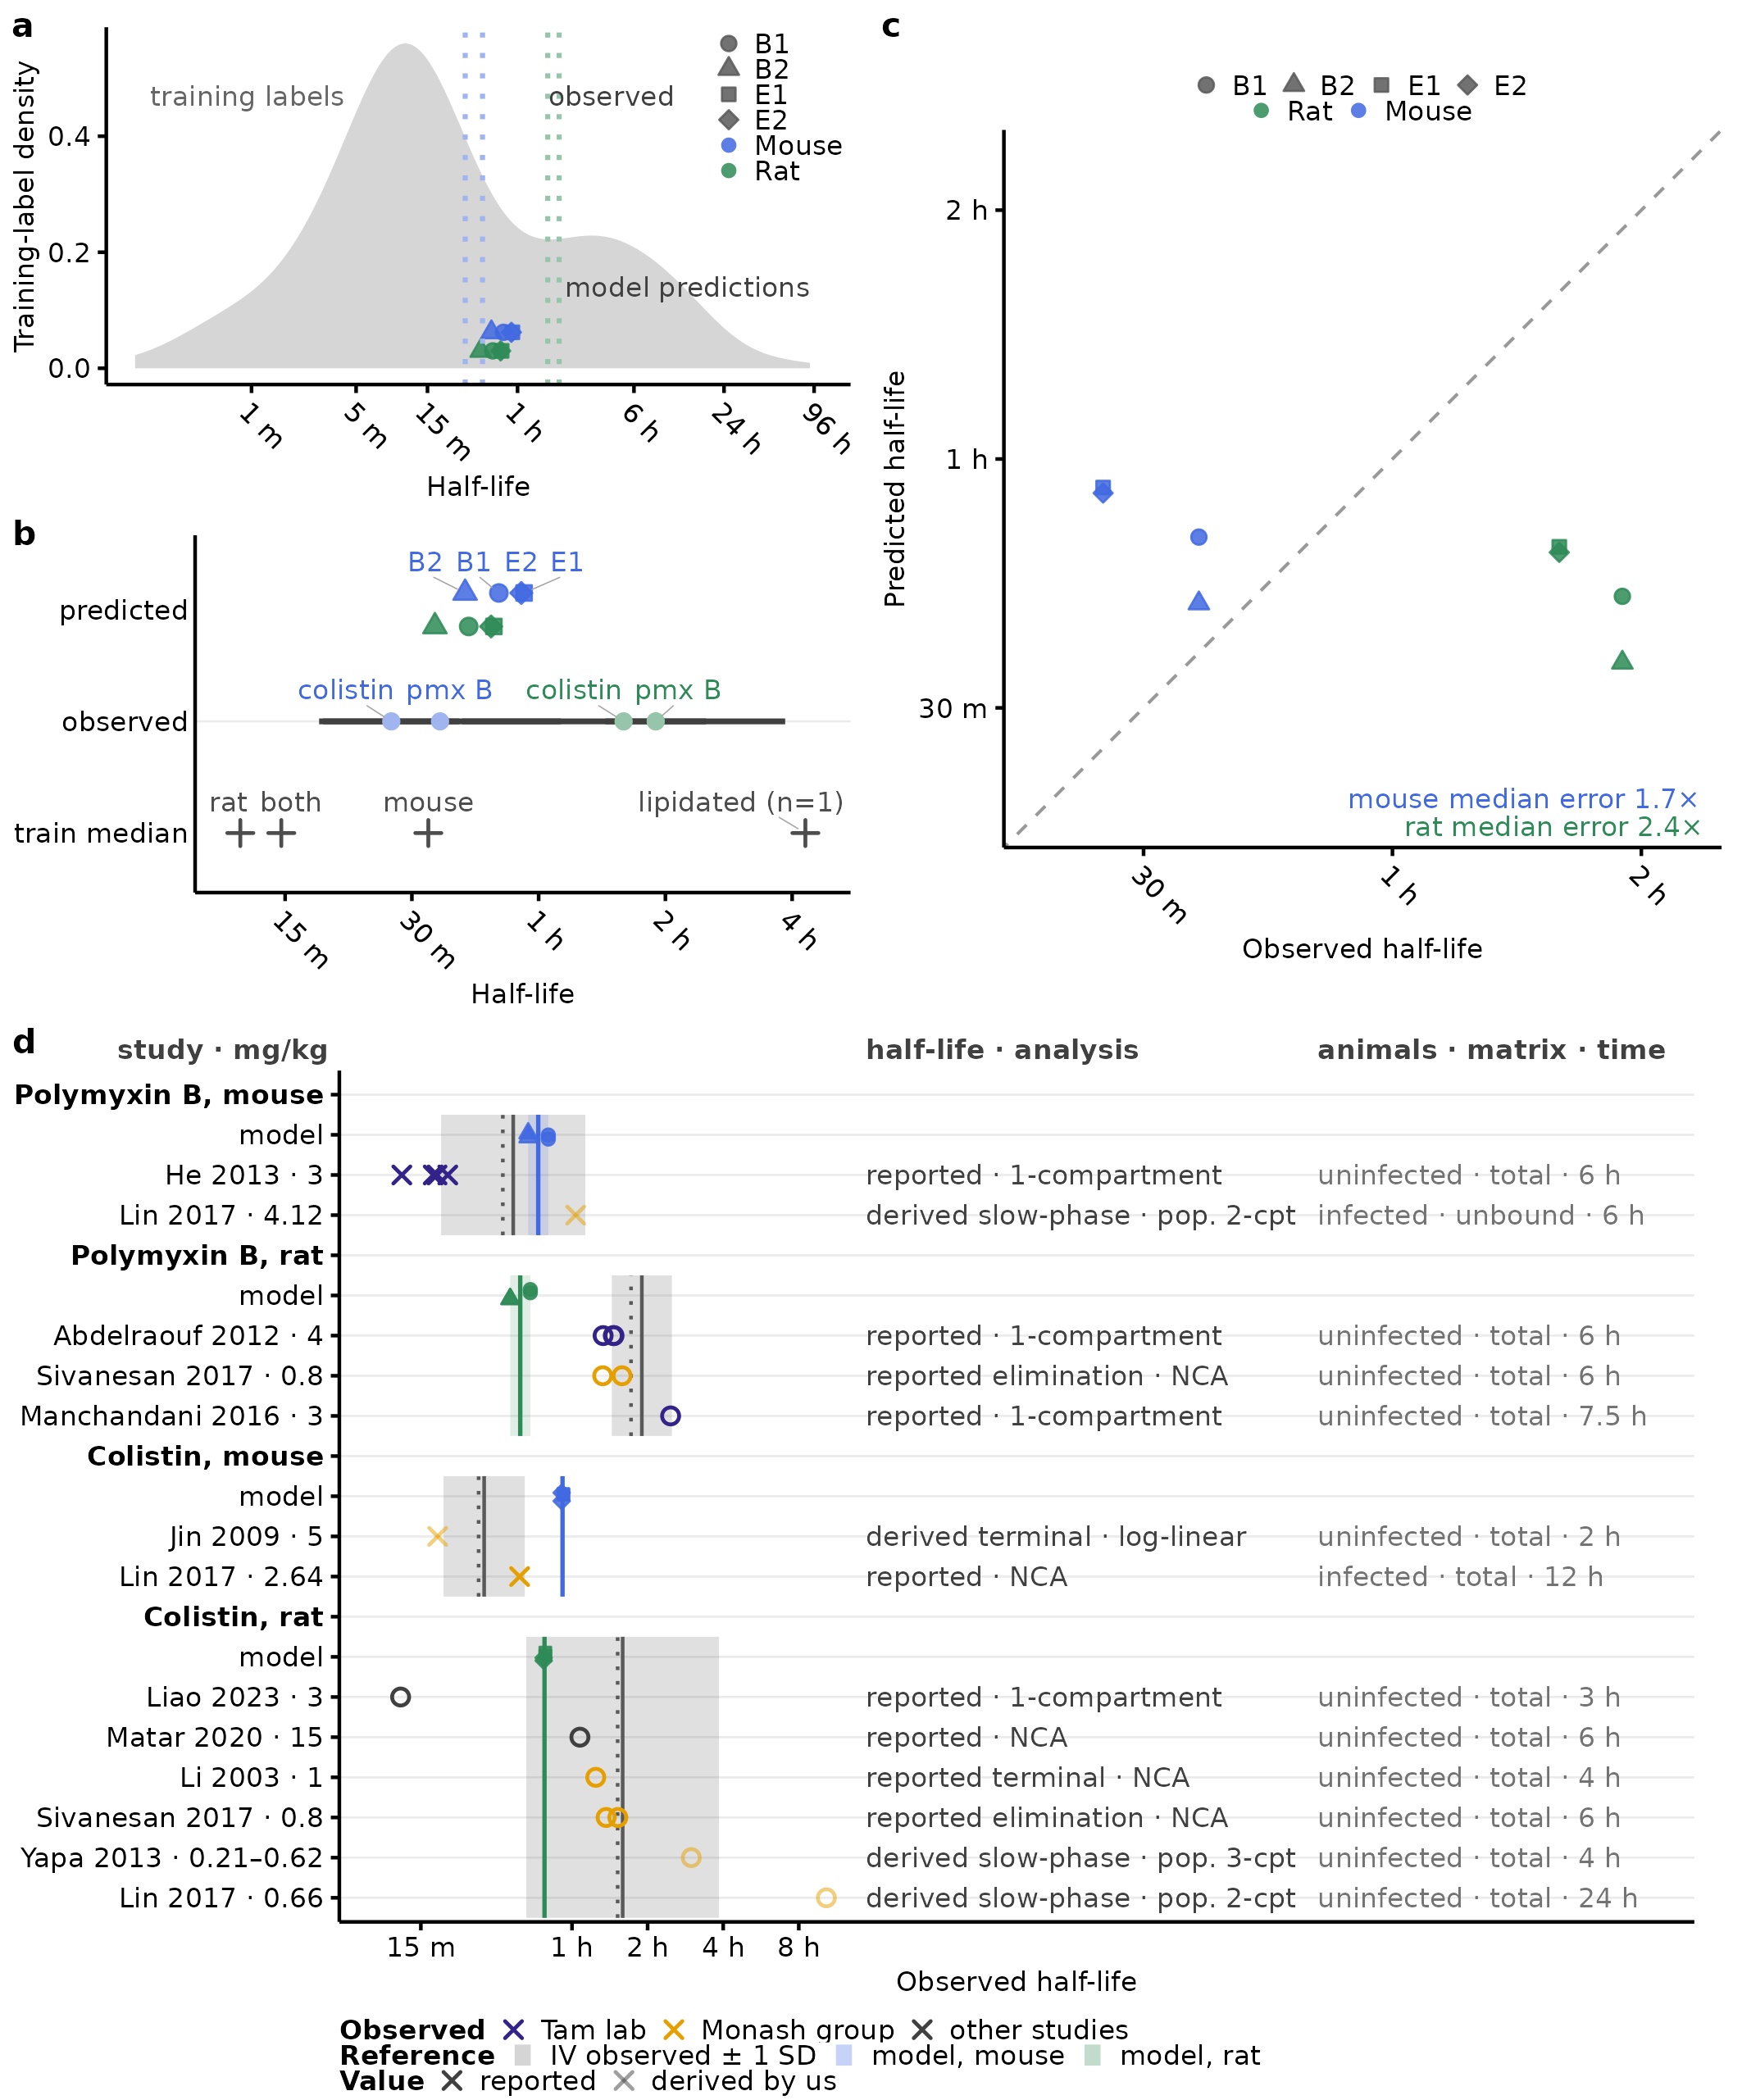 a
Training-label density
0.4
0.2
0.0
training labels
observed
model predictions
B1
B2
E1
E2
Mouse
Rat
1 m
5 m
15 m
1 h
6 h
24 h
96 h
Half-life
b
B2 B1 E2 E1
predicted
colistin pmx B colistin pmx B
observed
rat both mouse lipidated (n=1)
train median
15 m
30 m
1 h
2 h
4 h
Half-life
c
B1 B2 E1 E2
Rat Mouse
Predicted half-life
2 h
1 h
30 m
mouse median error 1.7×
rat median error 2.4×
30 m
1 h
2 h
Observed half-life
d
study · mg/kg half-life · analysis animals · matrix · time
Polymyxin B, mouse
model
He 2013 · 3 reported · 1-compartment uninfected · total · 6 h
Lin 2017 · 4.12 derived slow-phase · pop. 2-cpt infected · unbound · 6 h
Polymyxin B, rat
model
Abdelraouf 2012 · 4 reported · 1-compartment uninfected · total · 6 h
Sivanesan 2017 · 0.8 reported elimination · NCA uninfected · total · 6 h
Manchandani 2016 · 3 reported · 1-compartment uninfected · total · 7.5 h
Colistin, mouse
model
Jin 2009 · 5 derived terminal · log-linear uninfected · total · 2 h
Lin 2017 · 2.64 reported · NCA infected · total · 12 h
Colistin, rat
model
Liao 2023 · 3 reported · 1-compartment uninfected · total · 3 h
Matar 2020 · 15 reported · NCA uninfected · total · 6 h
Li 2003 · 1 reported terminal · NCA uninfected · total · 4 h
Sivanesan 2017 · 0.8 reported elimination · NCA uninfected · total · 6 h
Yapa 2013 · 0.21–0.62 derived slow-phase · pop. 3-cpt uninfected · total · 4 h
Lin 2017 · 0.66 derived slow-phase · pop. 2-cpt uninfected · total · 24 h
15 m 1 h 2 h 4 h 8 h
Observed half-life
Observed Tam lab Monash group other studies
Reference IV observed ± 1 SD model, mouse model, rat
Value reported derived by us